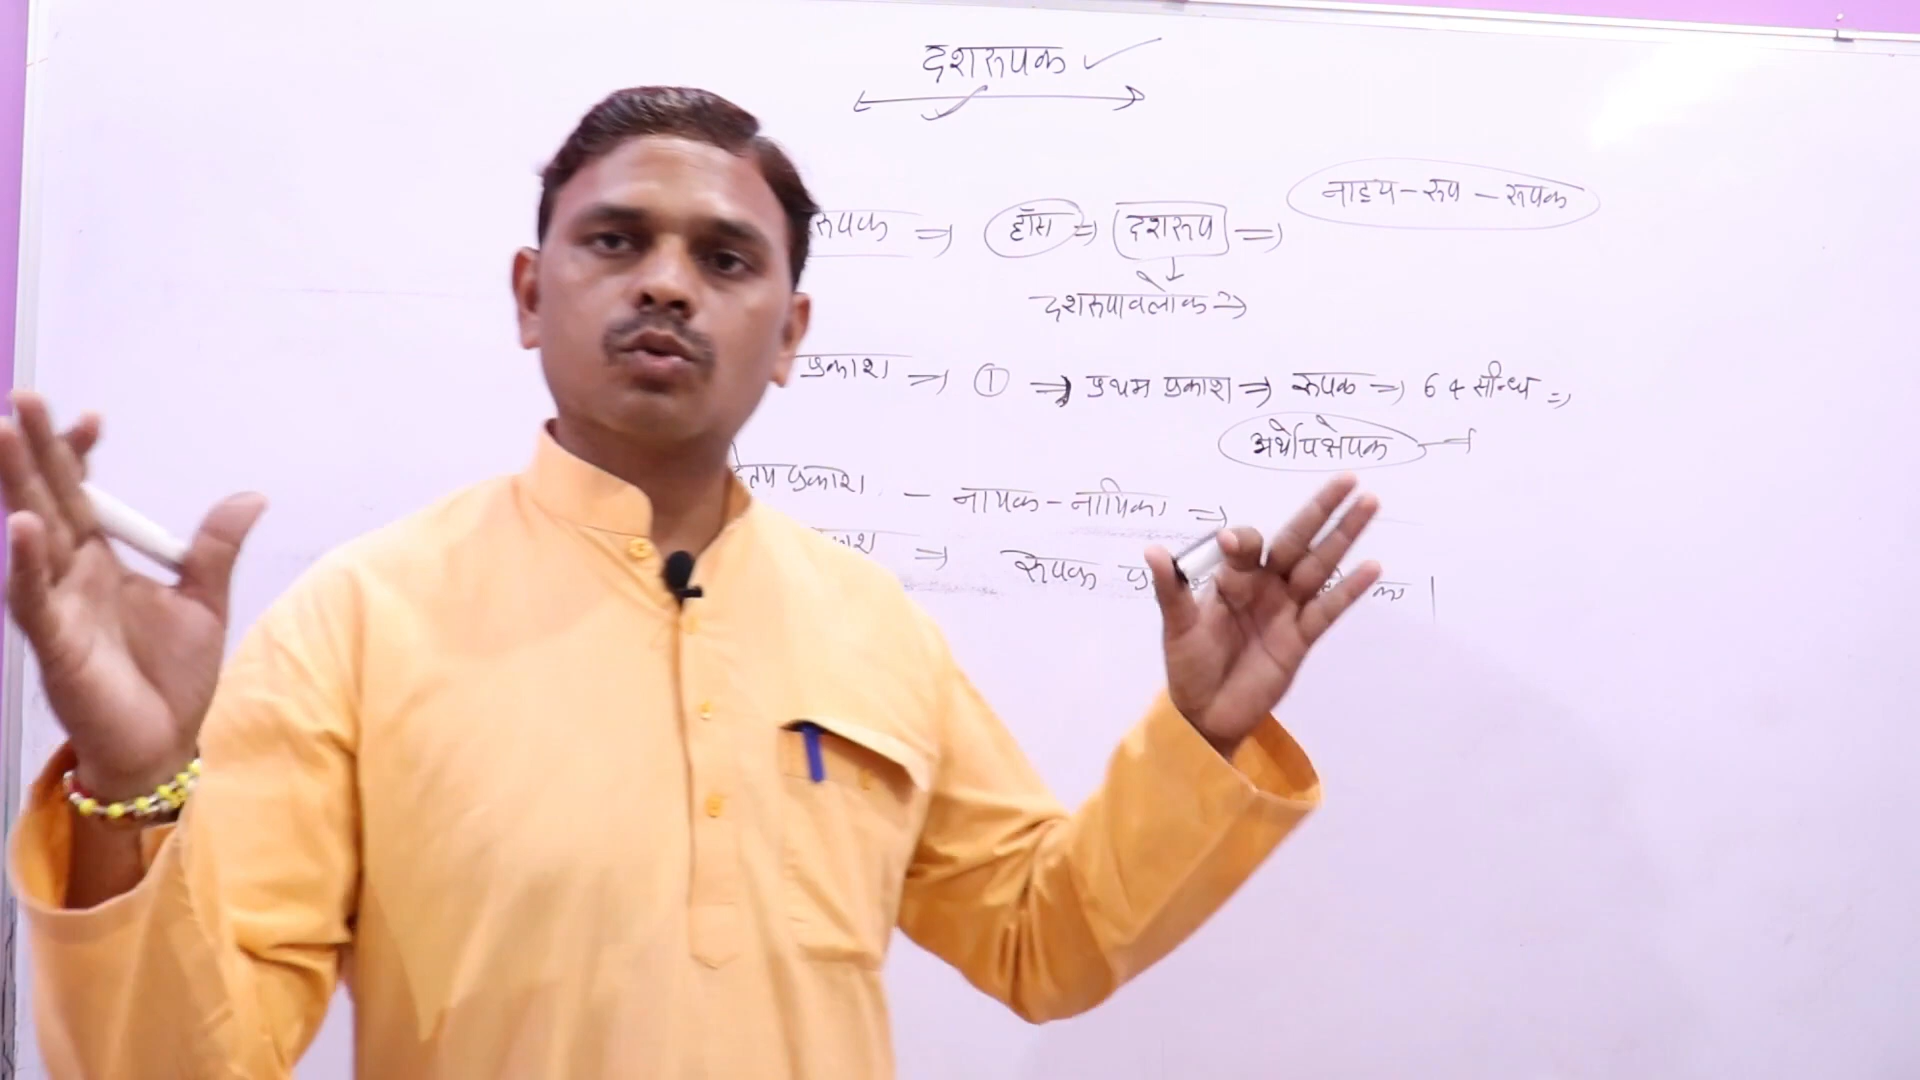 दशरूपक
नाट्य - रूप - रूपक
रूपक ⇒ हॉस ⇒ दशरूप ⇒
दशरूपावलोक ⇒
प्रकाश ⇒ ① ⇒ प्रथम प्रकाश ⇒ रूपक ⇒ 64 सन्धि ⇒
अर्थोपक्षेपक
प्रकाश - नायक - नायिका ⇒
⇒ रूपक